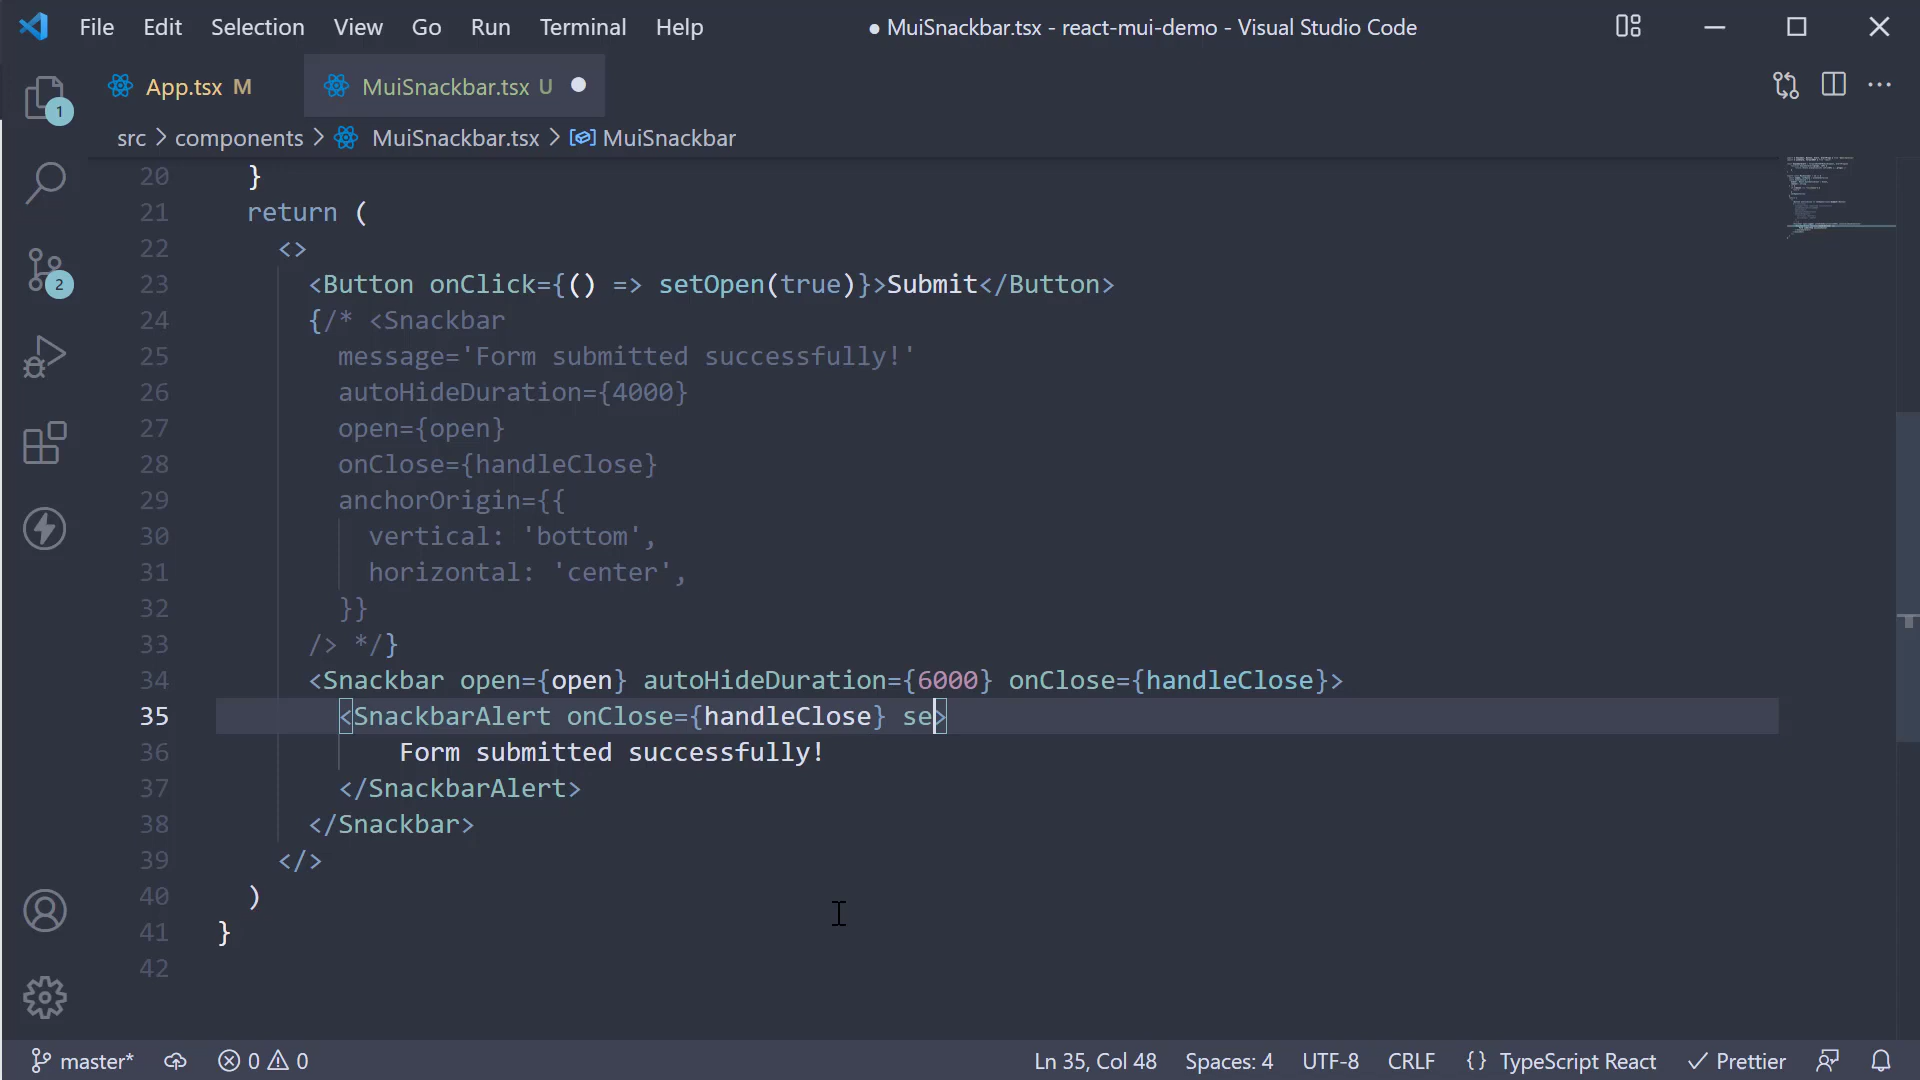 File Edit Selection View Go Run Terminal Help ● MuiSnackbar.tsx - react-mui-demo - Visual Studio Code
App.tsx M MuiSnackbar.tsx U ●
src > components > MuiSnackbar.tsx > MuiSnackbar
1
2
20 }
21 return (
22 <>
23 <Button onClick={() => setOpen(true)}>Submit</Button>
24 {/* <Snackbar
25 message='Form submitted successfully!'
26 autoHideDuration={4000}
27 open={open}
28 onClose={handleClose}
29 anchorOrigin={{
30 vertical: 'bottom',
31 horizontal: 'center',
32 }}
33 /> */}
34 <Snackbar open={open} autoHideDuration={6000} onClose={handleClose}>
35 <SnackbarAlert onClose={handleClose} se>
36 Form submitted successfully!
37 </SnackbarAlert>
38 </Snackbar>
39 </>
40 )
41 }
42
master* 0 0 Ln 35, Col 48 Spaces: 4 UTF-8 CRLF {} TypeScript React Prettier